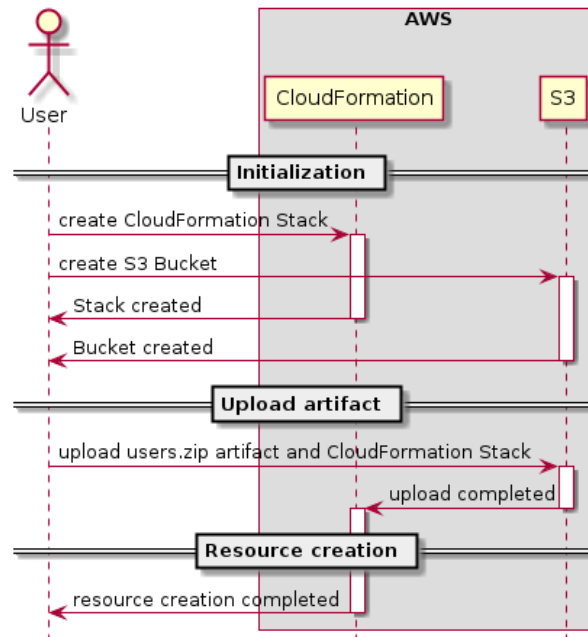 AWS
User
CloudFormation
S3
Initialization
create CloudFormation Stack
create S3 Bucket
Stack created
Bucket created
Upload artifact
upload users.zip artifact and CloudFormation Stack
upload completed
Resource creation
resource creation completed